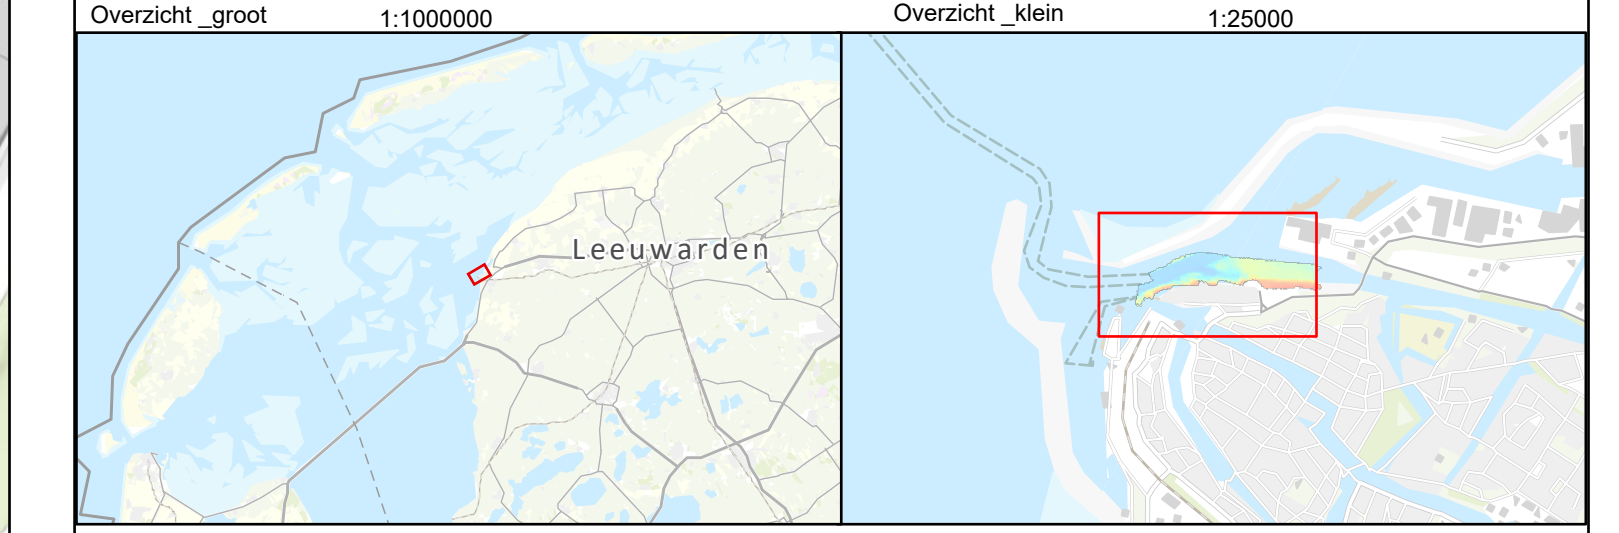 Overzicht _groot 1:1000000
Overzicht _klein 1:25000
Leeuwarden